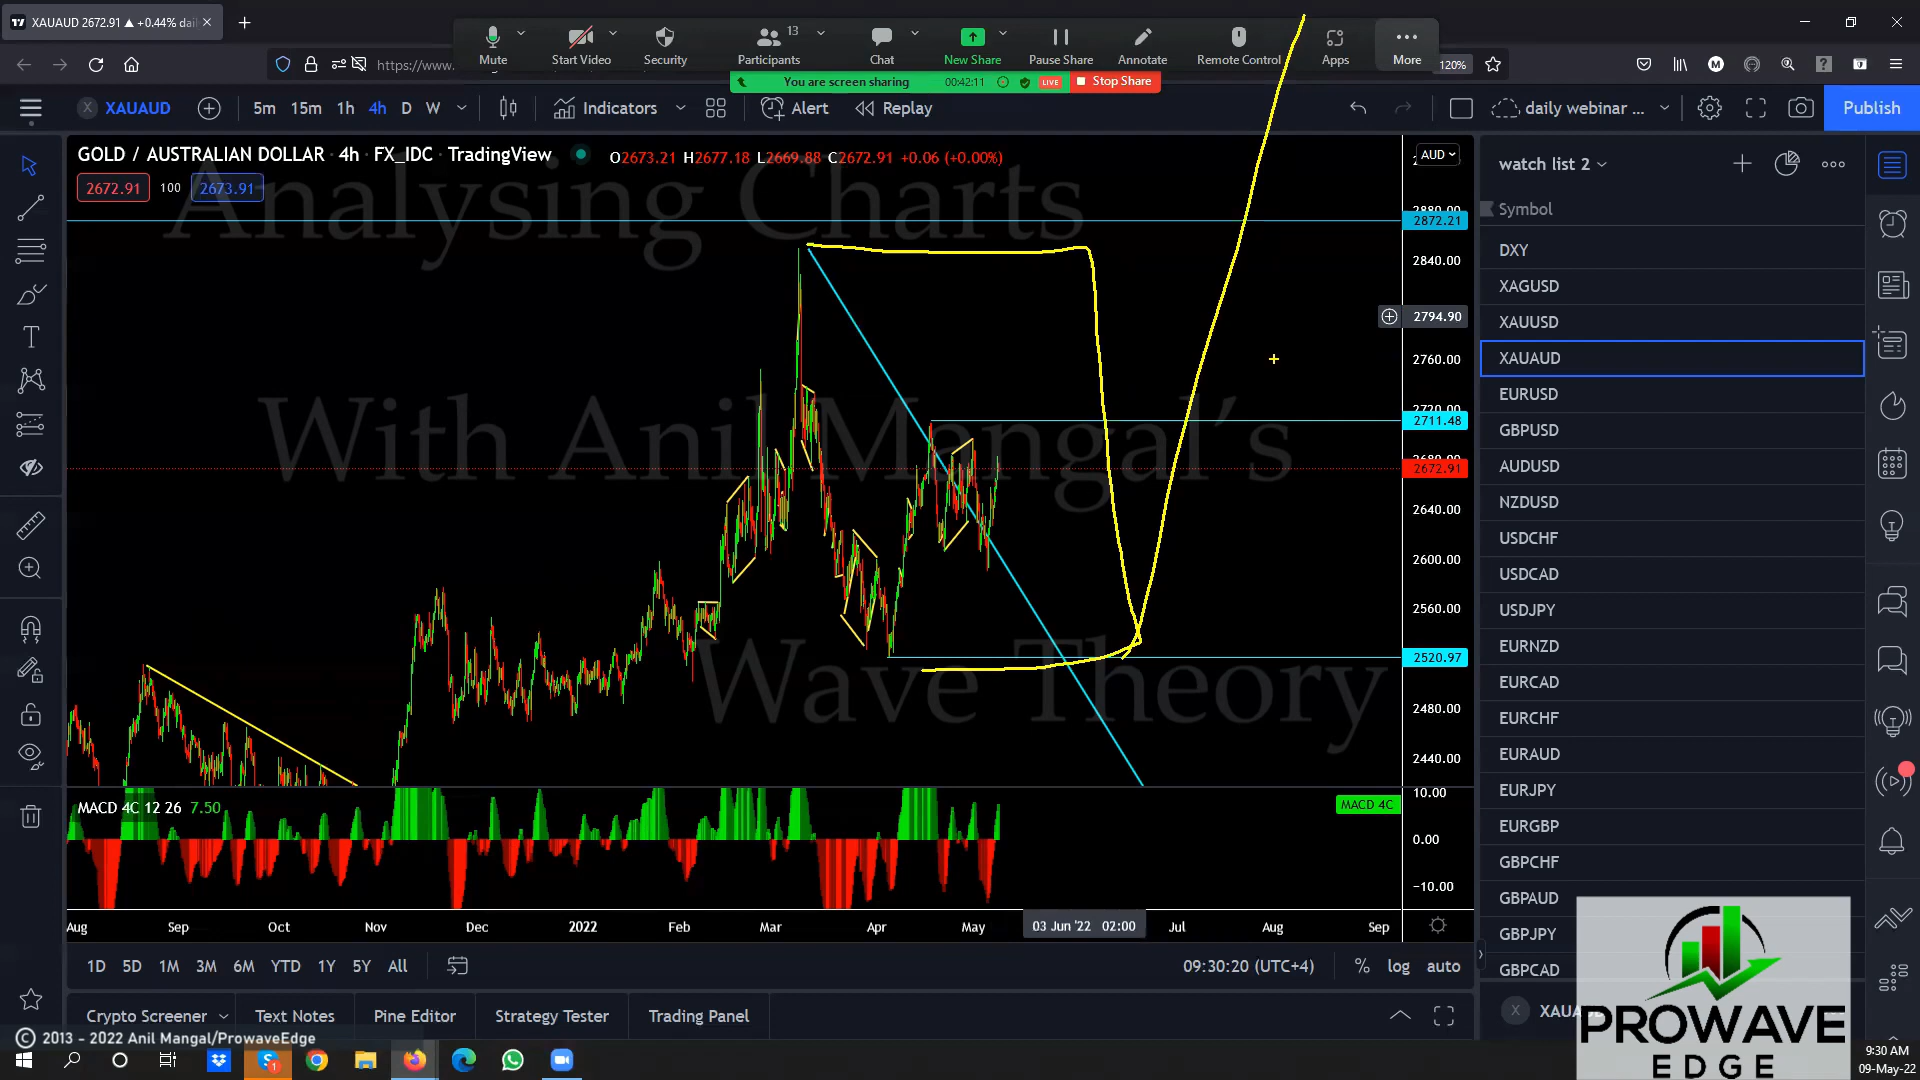 XAUAUD 2672.91 ▲ +0.44% dail
https://www.
120%
Mute
Start Video
Security
Participants
13
Chat
New Share
Pause Share
Annotate
Remote Control
Apps
More
You are screen sharing
00:42:11
LIVE
Stop Share
XAUAUD
5m
15m
1h
4h
D
W
Indicators
Alert
Replay
daily webinar ...
Publish
GOLD / AUSTRALIAN DOLLAR · 4h · FX_IDC · TradingView
O2673.21 H2677.18 L2669.88 C2672.91 +0.06 (+0.00%)
2672.91
100
2673.91
AUD
Analysing Charts
With Anil Mangal's
Wave Theory
2872.21
2840.00
2794.90
2760.00
2711.48
2672.91
2640.00
2600.00
2560.00
2520.97
2480.00
2440.00
MACD 4C 12 26 7.50
MACD 4C
10.00
0.00
−10.00
Aug
Sep
Oct
Nov
Dec
2022
Feb
Mar
Apr
May
03 Jun '22 02:00
Jul
Aug
Sep
1D
5D
1M
3M
6M
YTD
1Y
5Y
All
09:30:20 (UTC+4)
%
log
auto
Crypto Screener
Text Notes
Pine Editor
Strategy Tester
Trading Panel
© 2013 - 2022 Anil Mangal/ProwaveEdge
watch list 2
Symbol
DXY
XAGUSD
XAUUSD
XAUAUD
EURUSD
GBPUSD
AUDUSD
NZDUSD
USDCHF
USDCAD
USDJPY
EURNZD
EURCAD
EURCHF
EURAUD
EURJPY
EURGBP
GBPCHF
GBPAUD
GBPJPY
GBPCAD
PROWAVE
EDGE
9:30 AM
09-May-22